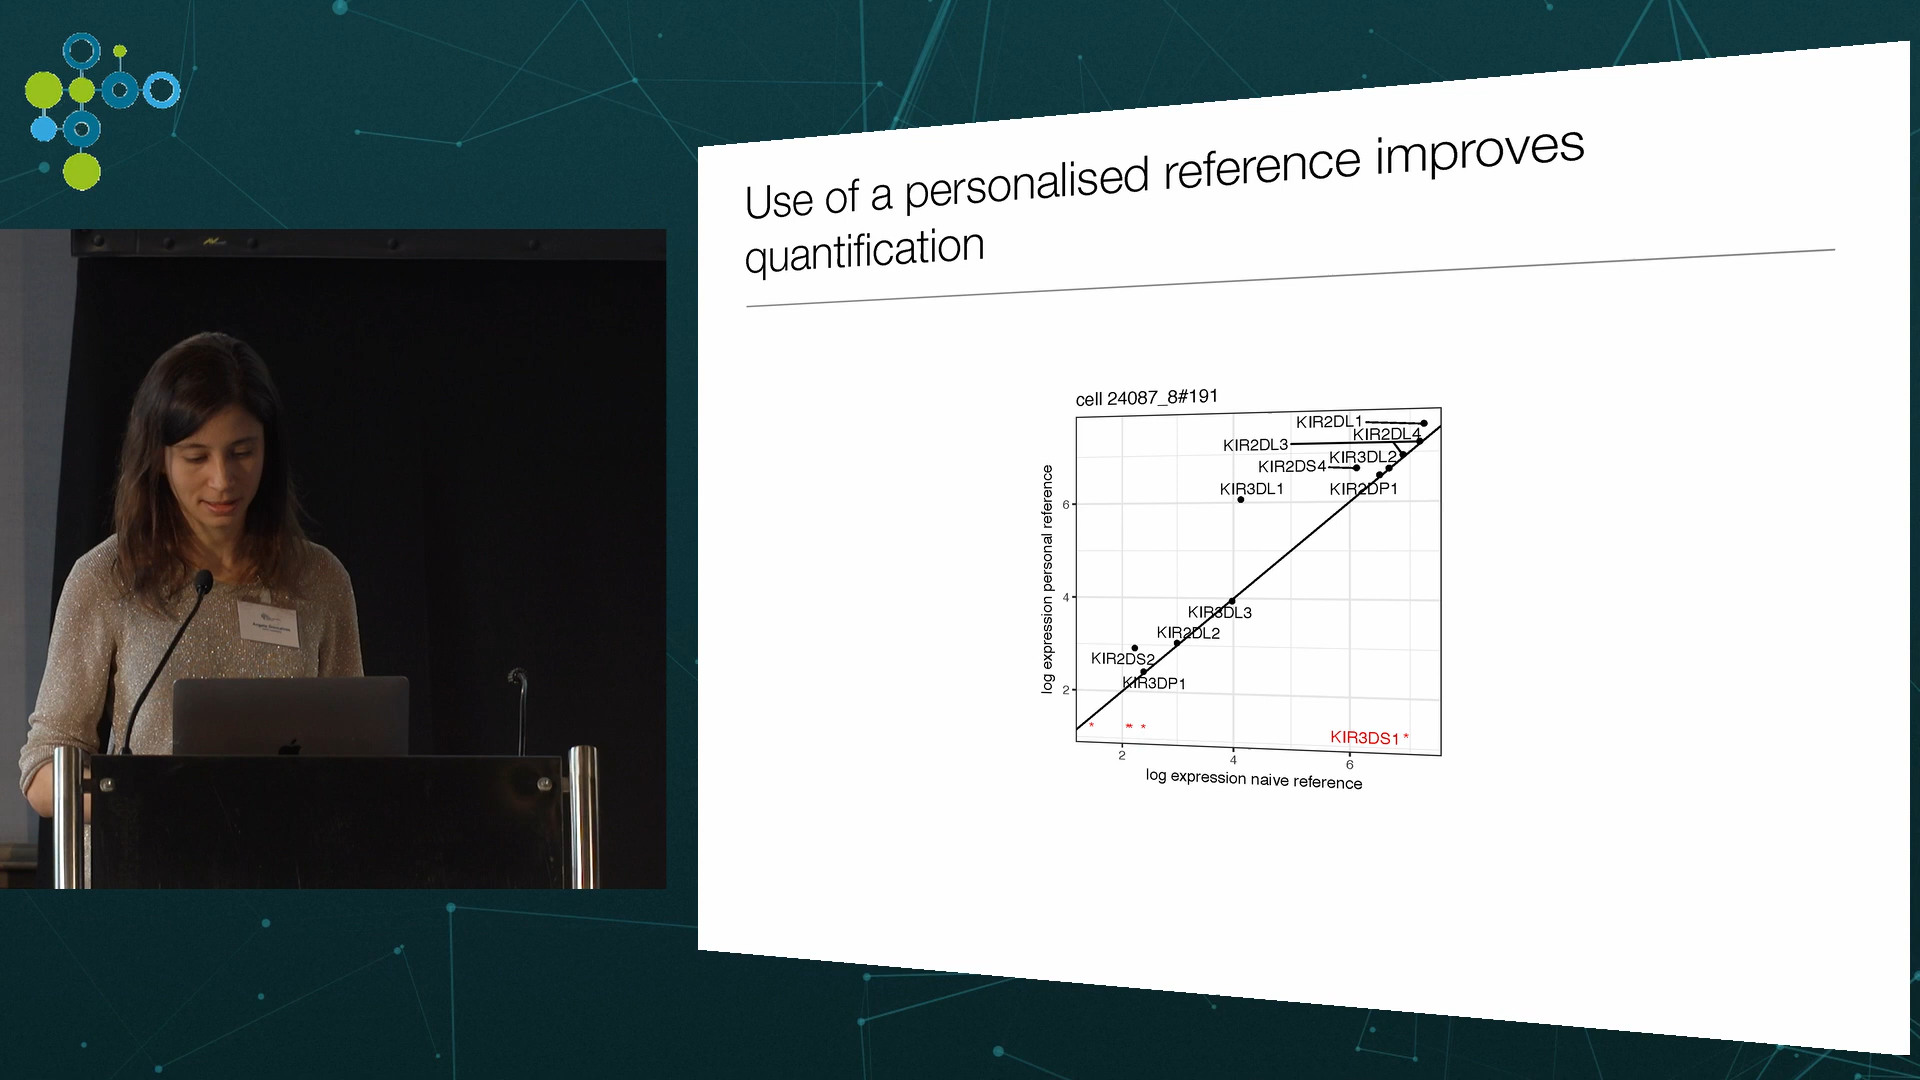 Use of a personalised reference improves
quantification
cell 24087_8#191
KIR2DL1
KIR2DL4
KIR2DL3
KIR3DL2
KIR2DS4
KIR3DL1
KIR2DP1
6
4
2
log expression personal reference
KIR3DL3
KIR2DL2
KIR2DS2
KIR3DP1
* ** *
KIR3DS1*
2 4 6
log expression naive reference